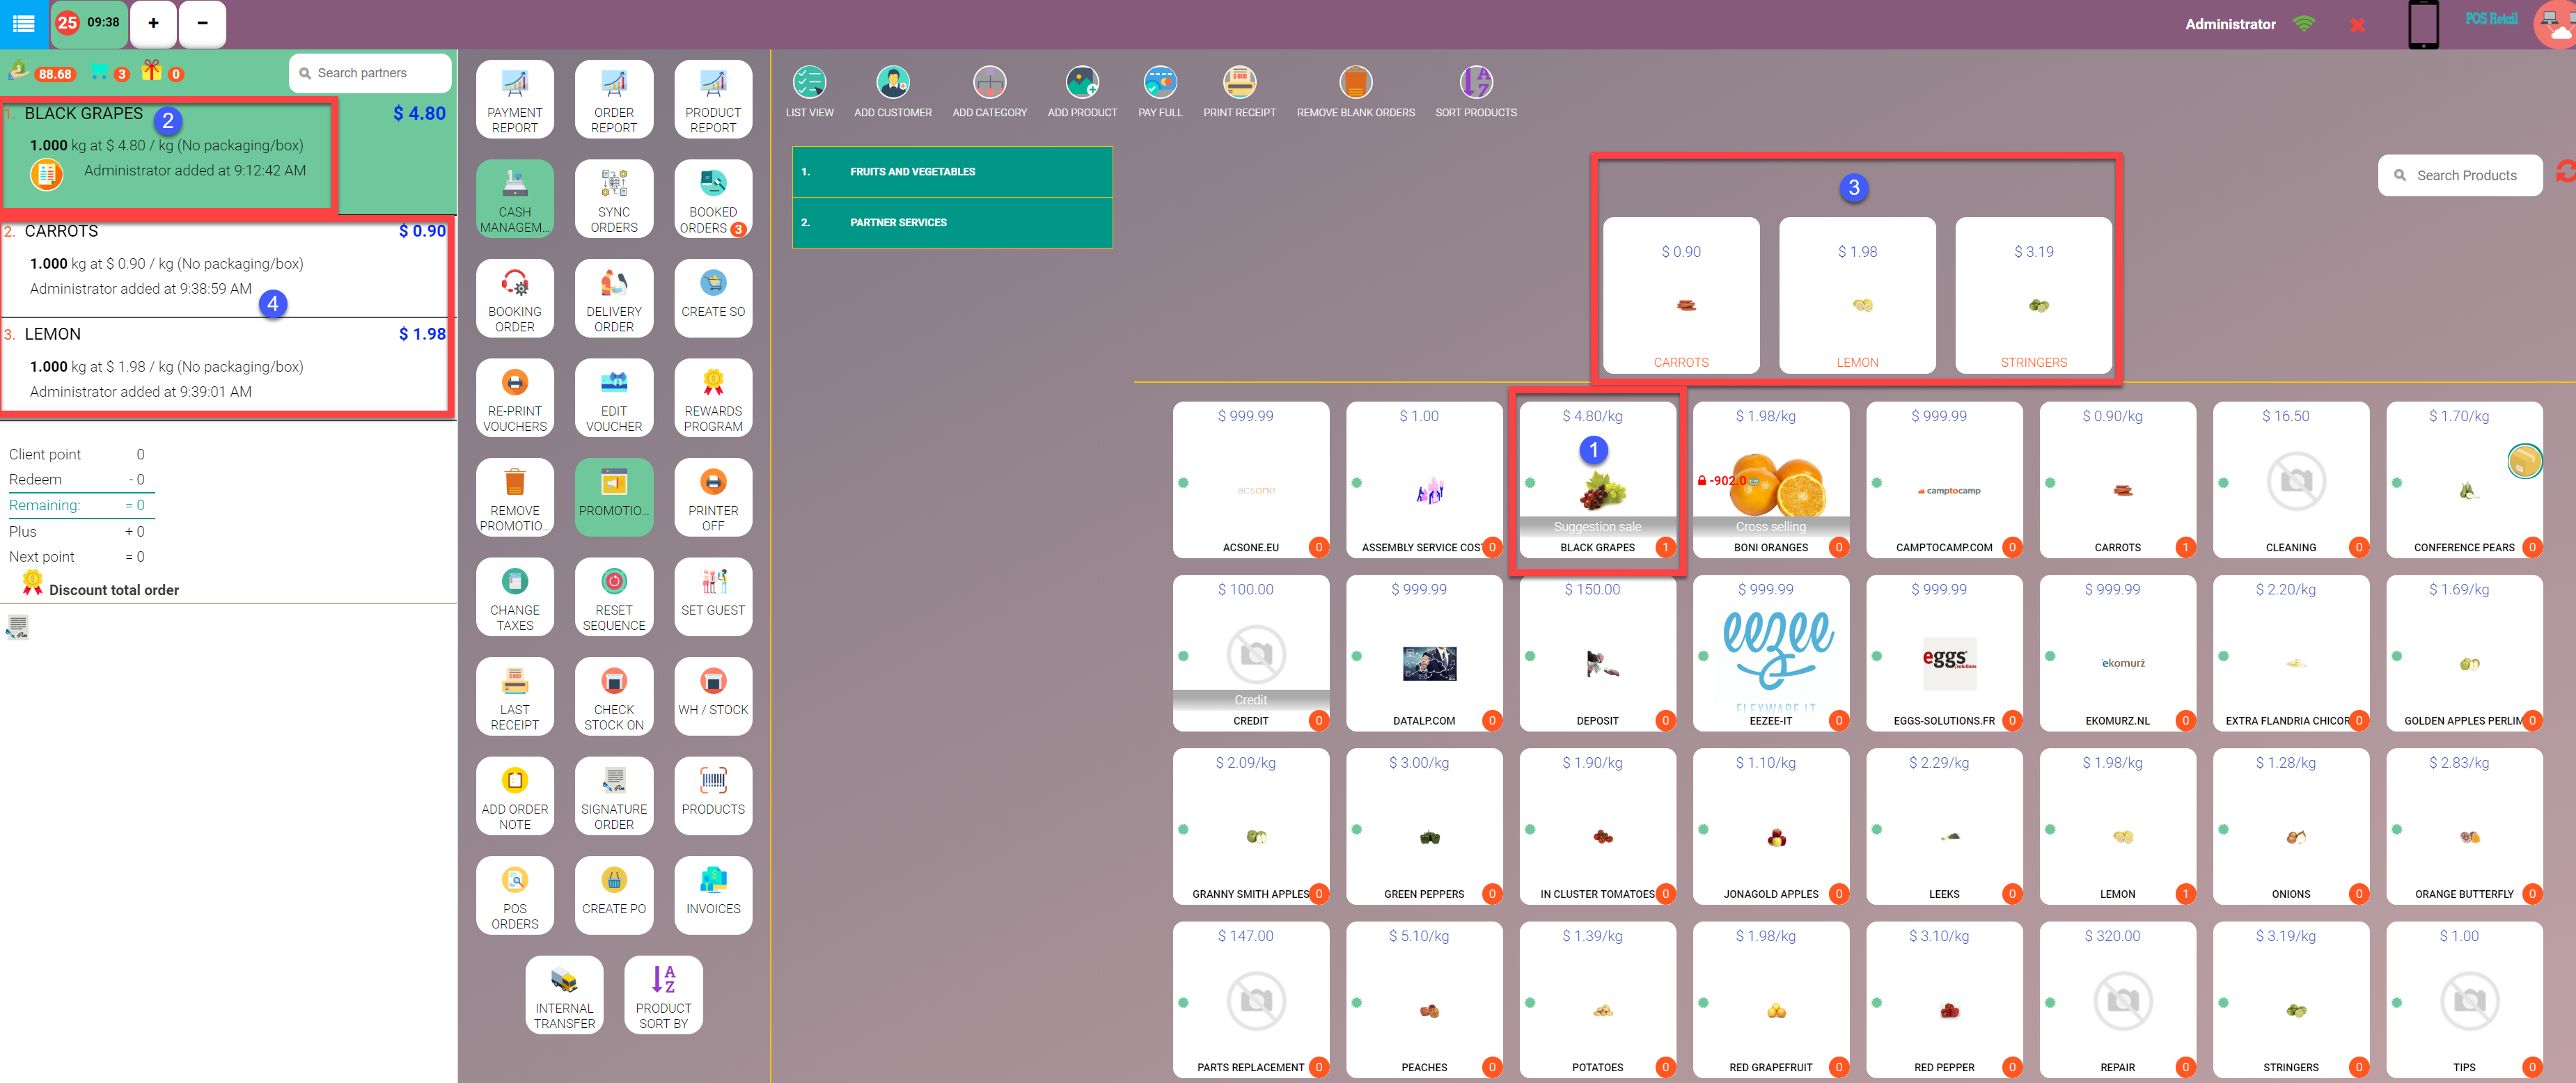 25 09:38 + −
Administrator
POS Retail
88.68 3 0 Search partners
1. BLACK GRAPES 2 $ 4.80
1.000 kg at $ 4.80 / kg (No packaging/box)
Administrator added at 9:12:42 AM
2. CARROTS $ 0.90
1.000 kg at $ 0.90 / kg (No packaging/box)
Administrator added at 9:38:59 AM
4
3. LEMON $ 1.98
1.000 kg at $ 1.98 / kg (No packaging/box)
Administrator added at 9:39:01 AM
Client point 0
Redeem - 0
Remaining: = 0
Plus + 0
Next point = 0
Discount total order
PAYMENT REPORT
ORDER REPORT
PRODUCT REPORT
CASH MANAGEM...
SYNC ORDERS
BOOKED ORDERS 3
BOOKING ORDER
DELIVERY ORDER
CREATE SO
RE-PRINT VOUCHERS
EDIT VOUCHER
REWARDS PROGRAM
REMOVE PROMOTIO...
PROMOTIO...
PRINTER OFF
CHANGE TAXES
RESET SEQUENCE
SET GUEST
LAST RECEIPT
CHECK STOCK ON
WH / STOCK
ADD ORDER NOTE
SIGNATURE ORDER
PRODUCTS
POS ORDERS
CREATE PO
INVOICES
INTERNAL TRANSFER
PRODUCT SORT BY
LIST VIEW
ADD CUSTOMER
ADD CATEGORY
ADD PRODUCT
PAY FULL
PRINT RECEIPT
REMOVE BLANK ORDERS
SORT PRODUCTS
1. FRUITS AND VEGETABLES
2. PARTNER SERVICES
Search Products
3
$ 0.90 CARROTS
$ 1.98 LEMON
$ 3.19 STRINGERS
$ 999.99 acsone ACSONE.EU 0
$ 1.00 ASSEMBLY SERVICE COST 0
$ 4.80/kg 1 Suggestion sale BLACK GRAPES 1
$ 1.98/kg -902.0 Cross selling BONI ORANGES 0
$ 999.99 camptocamp CAMPTOCAMP.COM 0
$ 0.90/kg CARROTS 1
$ 16.50 CLEANING 0
$ 1.70/kg CONFERENCE PEARS 0
$ 100.00 Credit CREDIT 0
$ 999.99 DATALP.COM 0
$ 150.00 DEPOSIT 0
$ 999.99 eezee FLEXWARE IT EEZEE-IT 0
$ 999.99 eggs solutions EGGS-SOLUTIONS.FR 0
$ 999.99 ekomurz EKOMURZ.NL 0
$ 2.20/kg EXTRA FLANDRIA CHICOR 0
$ 1.69/kg GOLDEN APPLES PERLIM 0
$ 2.09/kg GRANNY SMITH APPLES 0
$ 3.00/kg GREEN PEPPERS 0
$ 1.90/kg IN CLUSTER TOMATOES 0
$ 1.10/kg JONAGOLD APPLES 0
$ 2.29/kg LEEKS 0
$ 1.98/kg LEMON 1
$ 1.28/kg ONIONS 0
$ 2.83/kg ORANGE BUTTERFLY 0
$ 147.00 PARTS REPLACEMENT 0
$ 5.10/kg PEACHES 0
$ 1.39/kg POTATOES 0
$ 1.98/kg RED GRAPEFRUIT 0
$ 3.10/kg RED PEPPER 0
$ 320.00 REPAIR 0
$ 3.19/kg STRINGERS 0
$ 1.00 TIPS 0